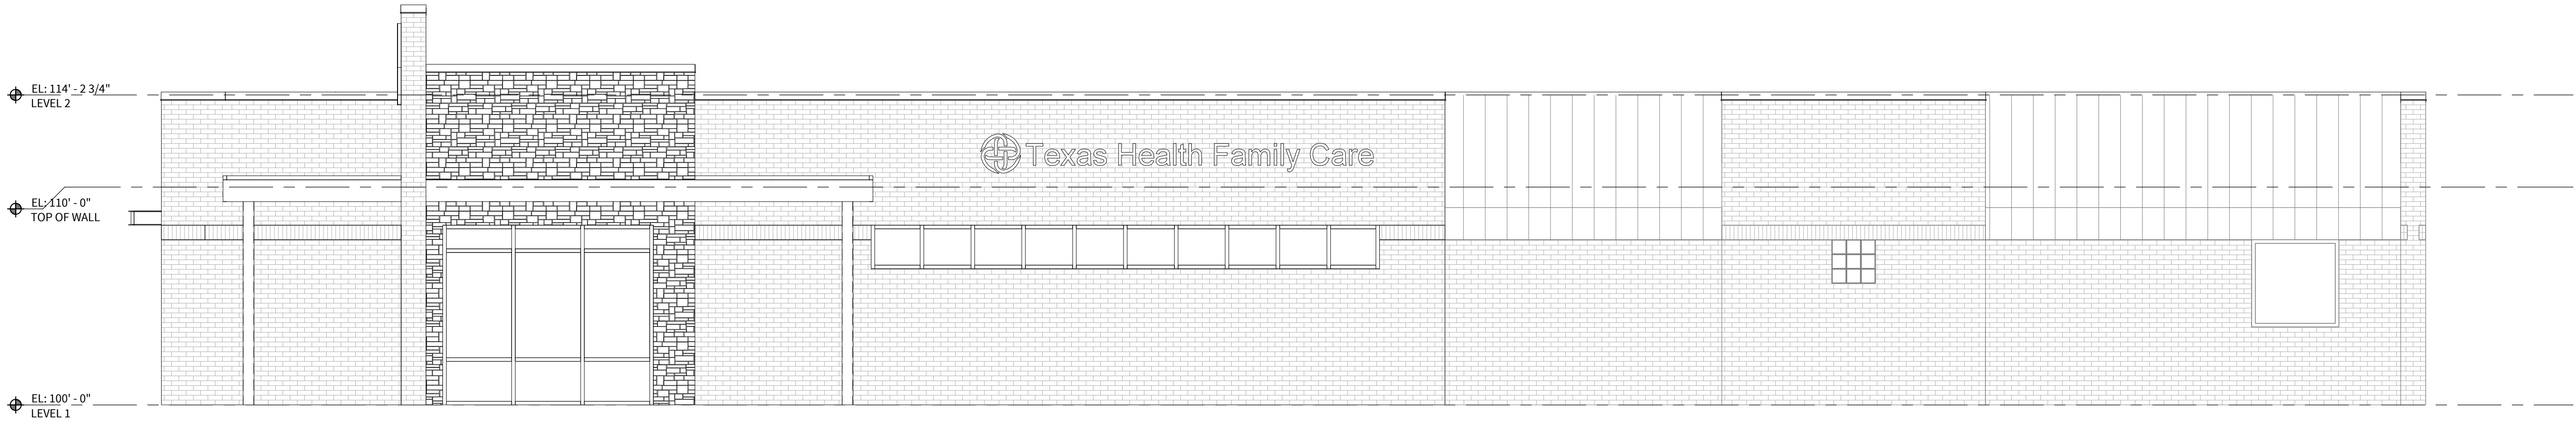 EL: 114' - 2 3/4"
LEVEL 2
Texas Health Family Care
EL: 110' - 0"
TOP OF WALL
EL: 100' - 0"
LEVEL 1